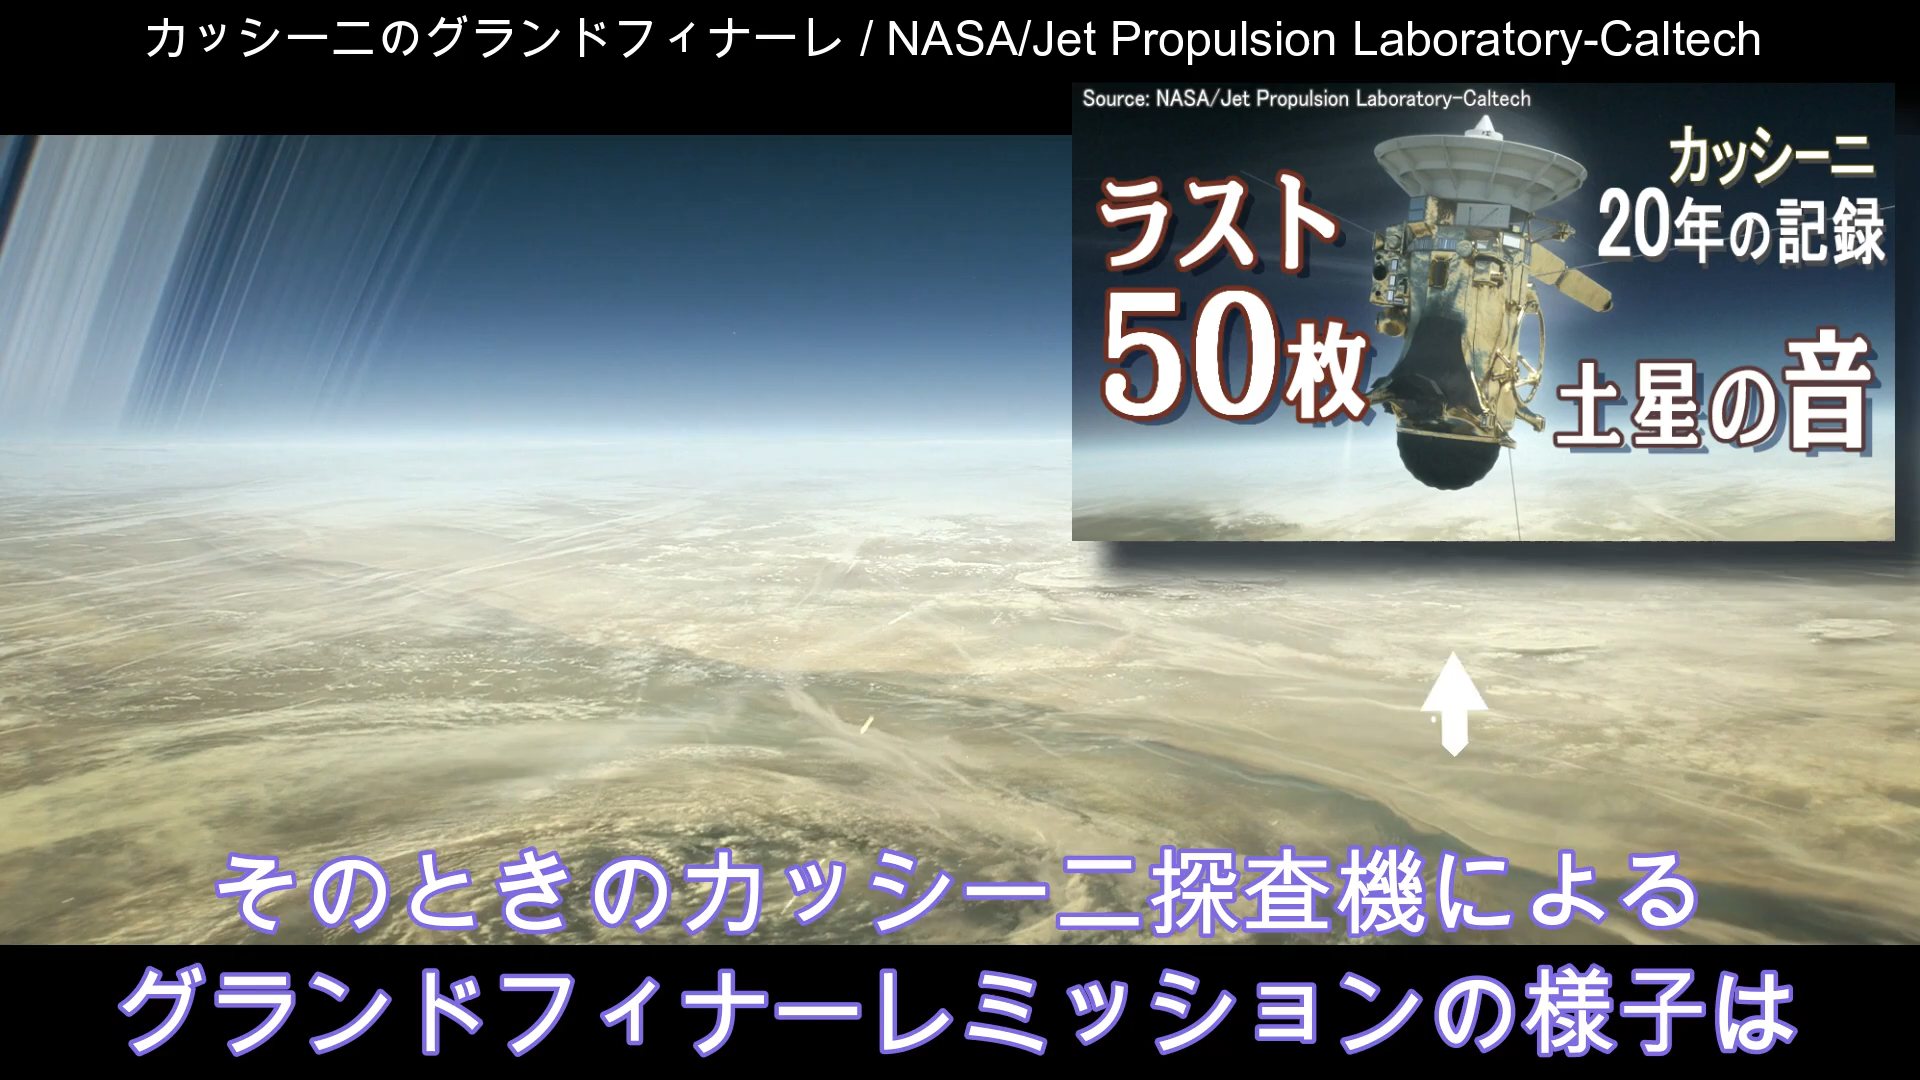 カッシーニのグランドフィナーレ / NASA/Jet Propulsion Laboratory-Caltech
Source: NASA/Jet Propulsion Laboratory-Caltech
カッシーニ
20年の記録
ラスト
50枚
土星の音
そのときのカッシーニ探査機による
グランドフィナーレミッションの様子は